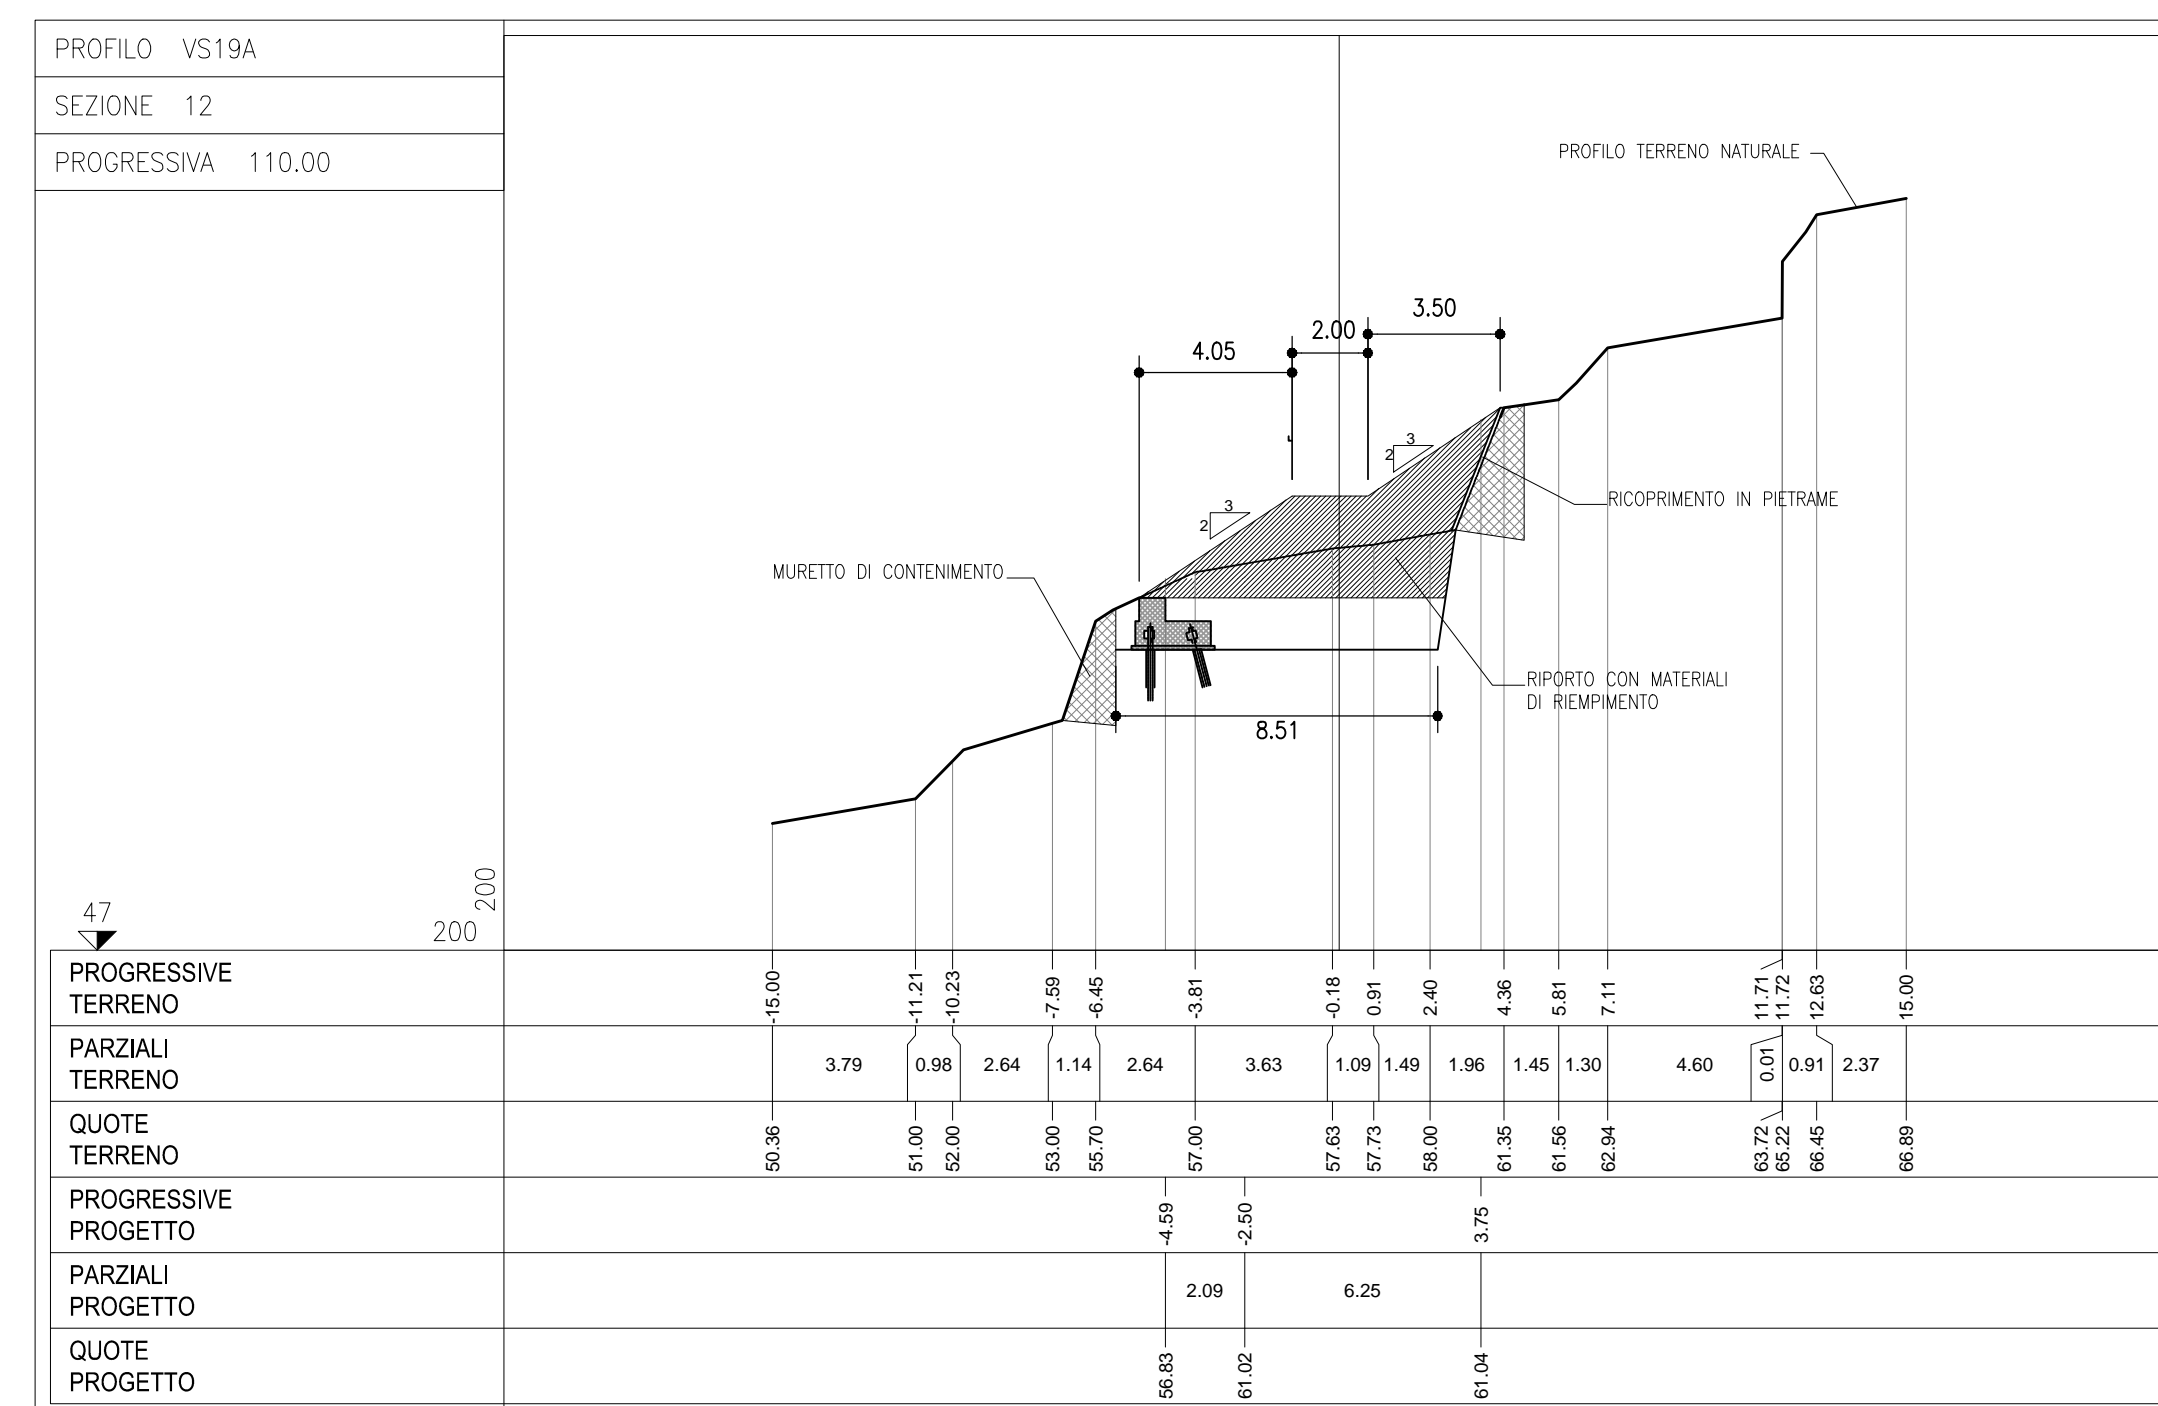 PROFILO VS19A
SEZIONE 12
PROGRESSIVA 110.00
PROFILO TERRENO NATURALE
3.50
2.00
4.05
3
2
RICOPRIMENTO IN PIETRAME
3
2
MURETTO DI CONTENIMENTO
RIPORTO CON MATERIALI
DI RIEMPIMENTO
8.51
200
47
200
PROGRESSIVE
TERRENO
-15.00 -11.21 -10.23 -7.59 -6.45 -3.81 -0.18 0.91 2.40 4.36 5.81 7.11 11.71 11.72 12.63 15.00
PARZIALI
TERRENO
3.79 0.98 2.64 1.14 2.64 3.63 1.09 1.49 1.96 1.45 1.30 4.60 0.01 0.91 2.37
QUOTE
TERRENO
50.36 51.00 52.00 53.00 55.70 57.00 57.63 57.73 58.00 61.35 61.56 62.94 63.72 65.22 66.45 66.89
PROGRESSIVE
PROGETTO
-4.59 -2.50 3.75
PARZIALI
PROGETTO
2.09 6.25
QUOTE
PROGETTO
56.83 61.02 61.04